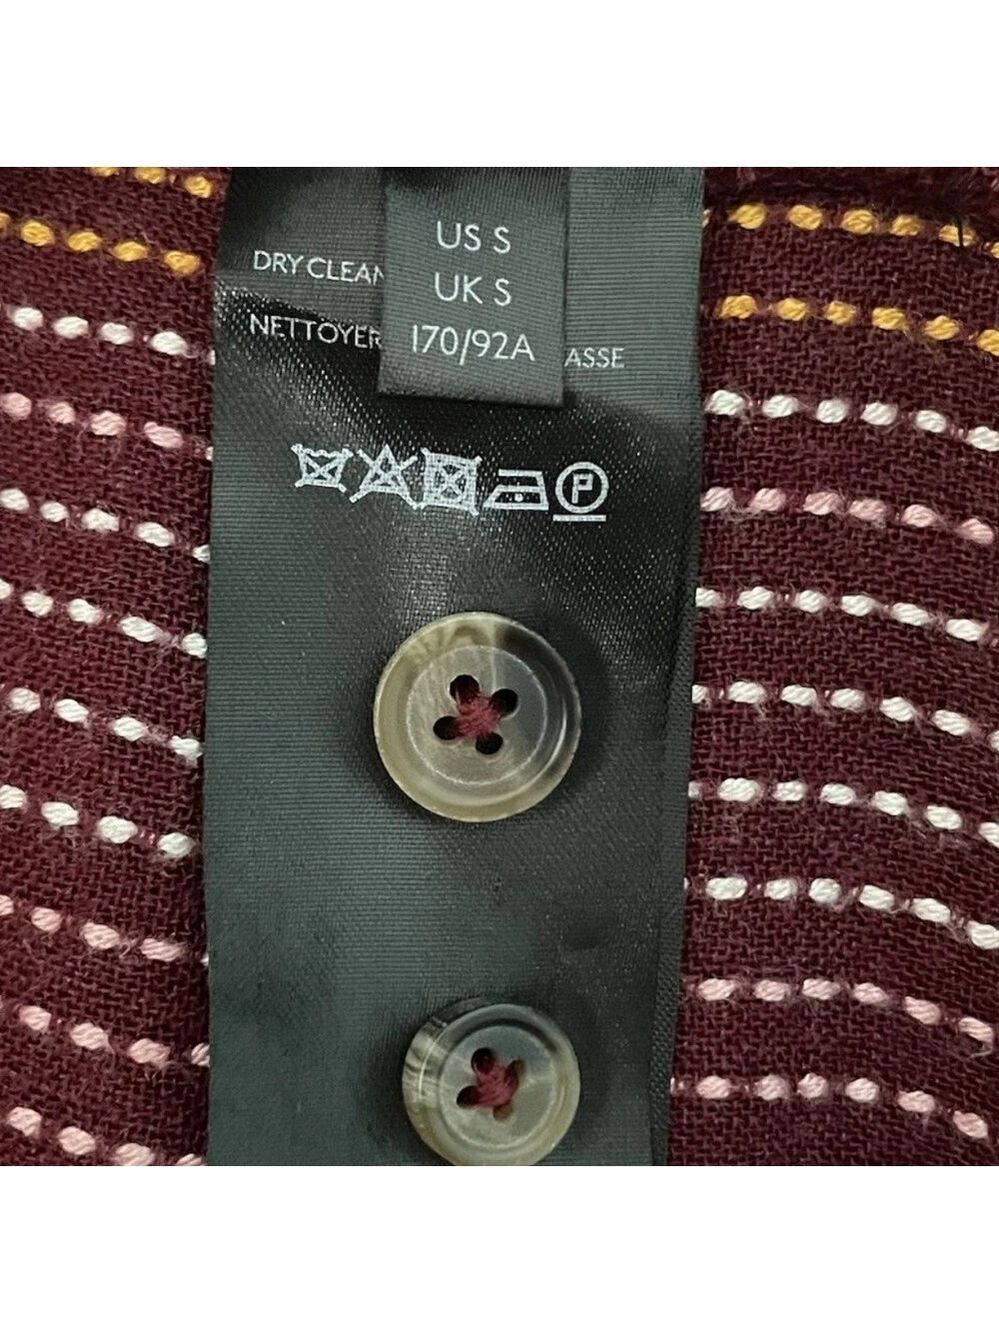 US S
UK S
170/92A
DRY CLEAN
NETTOYER ASSE
P